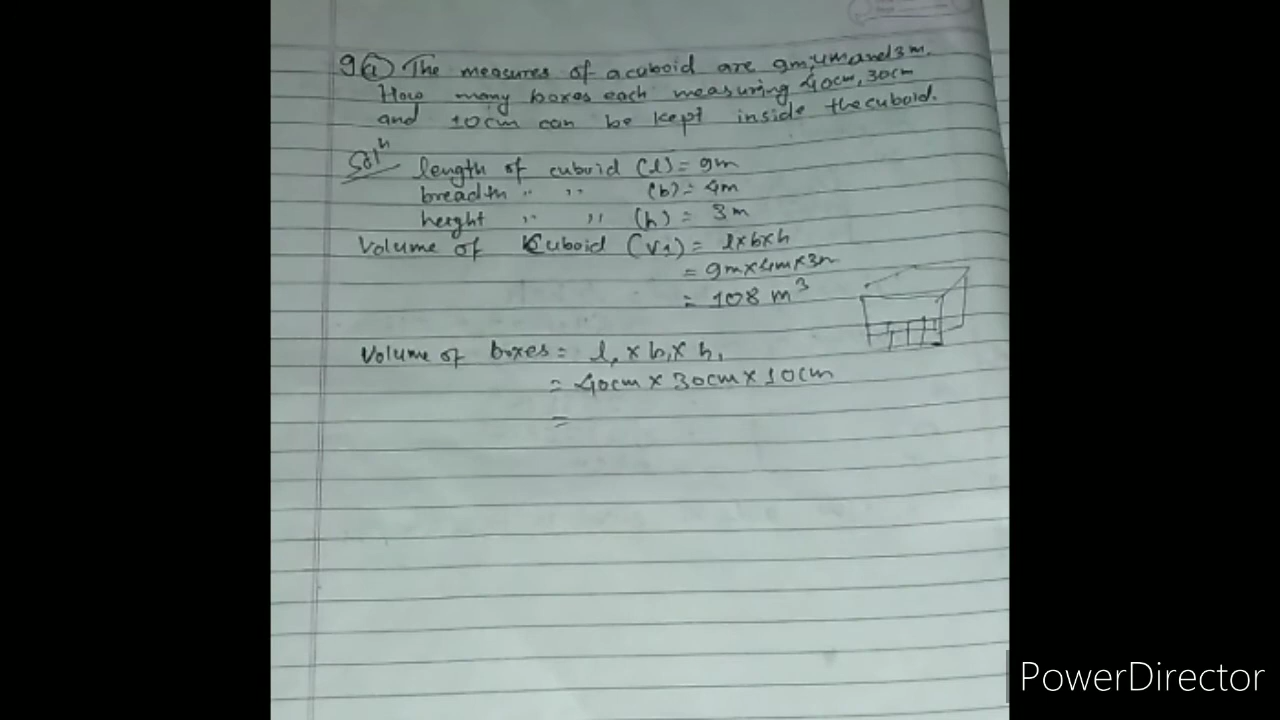 9(a) The measures of a cuboid are 9m, 4m and 3m.
How many boxes each measuring 40cm, 30cm
and 10cm can be kept inside the cuboid.
Solⁿ length of cuboid (l) = 9m
breadth " " (b) = 4m
height " " (h) = 3m
Volume of Cuboid (V1) = l×b×h
= 9m×4m×3m
= 108 m³
Volume of boxes = l₁ × b₁ × h₁
= 40cm × 30cm × 10cm
=
PowerDirector